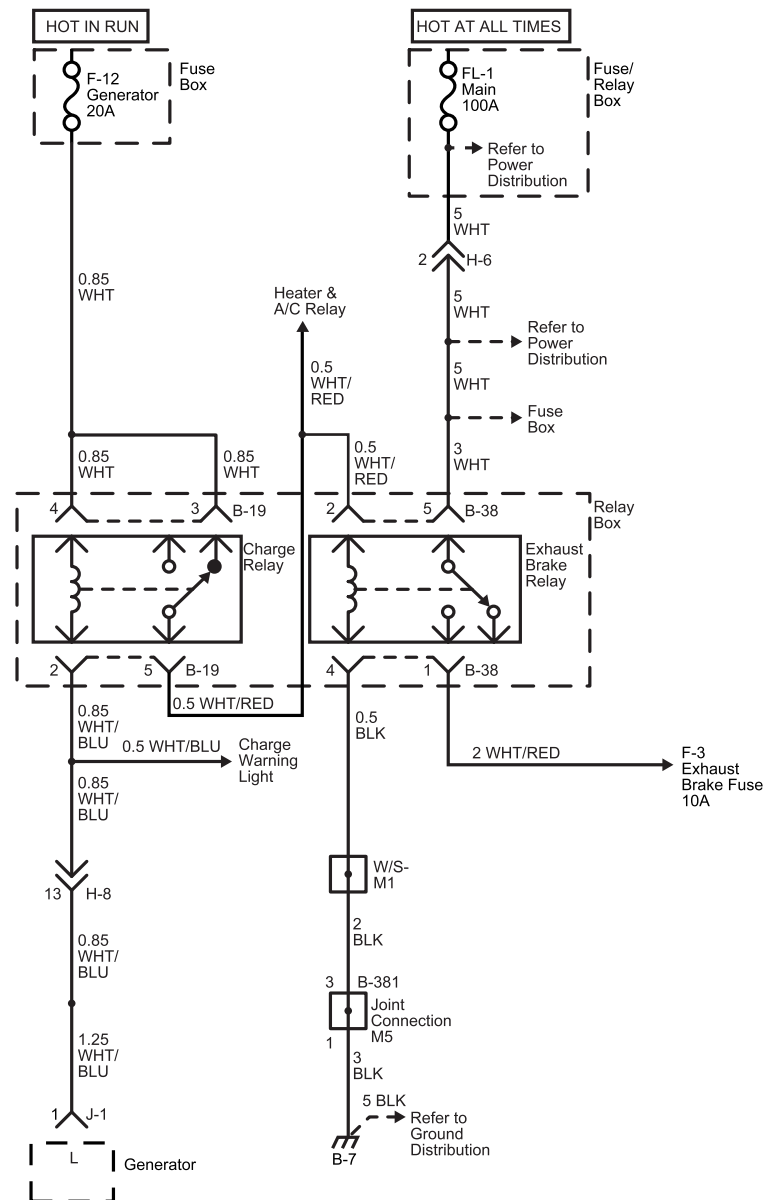 HOT IN RUN
HOT AT ALL TIMES
F-12
Generator
20A
Fuse
Box
FL-1
Main
100A
Fuse/
Relay
Box
Refer to
Power
Distribution
5
WHT
2
H-6
0.85
WHT
Heater &
A/C Relay
5
WHT
Refer to
Power
Distribution
0.5
WHT/
RED
5
WHT
Fuse
Box
0.85
WHT
0.85
WHT
0.5
WHT/
RED
3
WHT
4
3
B-19
2
5
B-38
Relay
Box
Charge
Relay
Exhaust
Brake
Relay
2
5
B-19
4
1
B-38
0.5 WHT/RED
0.85
WHT/
BLU
0.5 WHT/BLU
Charge
Warning
Light
0.5
BLK
2 WHT/RED
F-3
Exhaust
Brake Fuse
10A
0.85
WHT/
BLU
13
H-8
W/S-
M1
0.85
WHT/
BLU
2
BLK
3
B-381
Joint
Connection
M5
1
1.25
WHT/
BLU
3
BLK
1
J-1
5 BLK
Refer to
Ground
Distribution
B-7
L
Generator